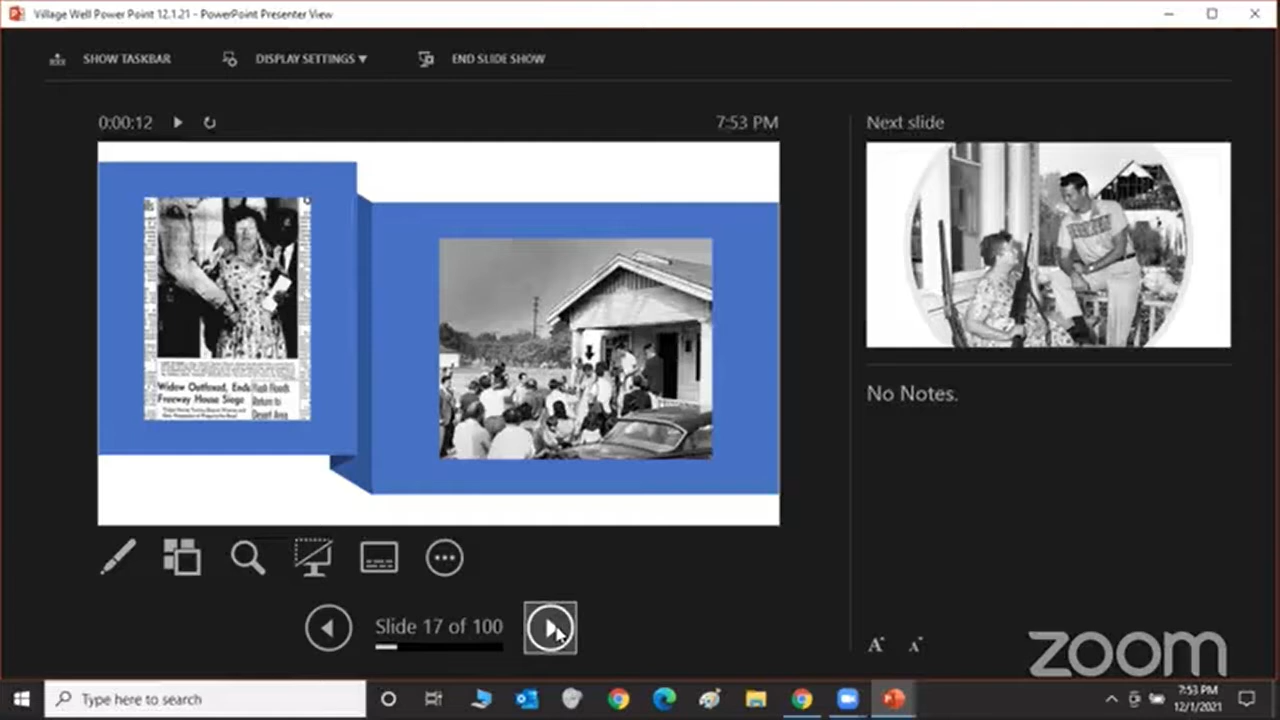 Village Well Power Point 12.1.21 - PowerPoint Presenter View
SHOW TASKBAR
DISPLAY SETTINGS
END SLIDE SHOW
0:00:12
7:53 PM
Next slide
Widow Outfoxed, Ends
Freeway House Siege
Flash Floods
Return to
Desert Area
No Notes.
Slide 17 of 100
A A
zoom
Type here to search
7:53 PM
12/1/2021